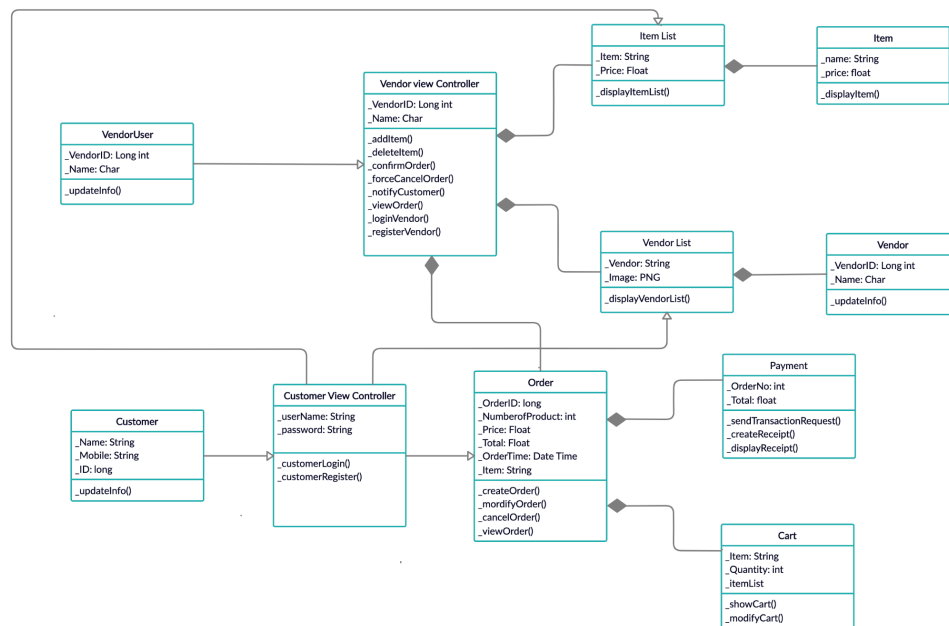 Item List
_Item: String
_Price: Float
_displayItemList()
Item
_name: String
_price: float
_displayItem()
Vendor view Controller
_VendorID: Long int
_Name: Char
_addItem()
_deleteItem()
_confirmOrder()
_forceCancelOrder()
_notifyCustomer()
_viewOrder()
_loginVendor()
_registerVendor()
VendorUser
_VendorID: Long int
_Name: Char
_updateInfo()
Vendor List
_Vendor: String
_Image: PNG
_displayVendorList()
Vendor
_VendorID: Long int
_Name: Char
_updateInfo()
Customer
_Name: String
_Mobile: String
_ID: long
_updateInfo()
Customer View Controller
_userName: String
_password: String
_customerLogin()
_customerRegister()
Order
_OrderID: long
_NumberofProduct: int
_Price: Float
_Total: Float
_OrderTime: Date Time
_Item: String
_createOrder()
_mordifyOrder()
_cancelOrder()
_viewOrder()
Payment
_OrderNo: int
_Total: float
_sendTransactionRequest()
_createReceipt()
_displayReceipt()
Cart
_Item: String
_Quantity: int
_itemList
_showCart()
_modifyCart()